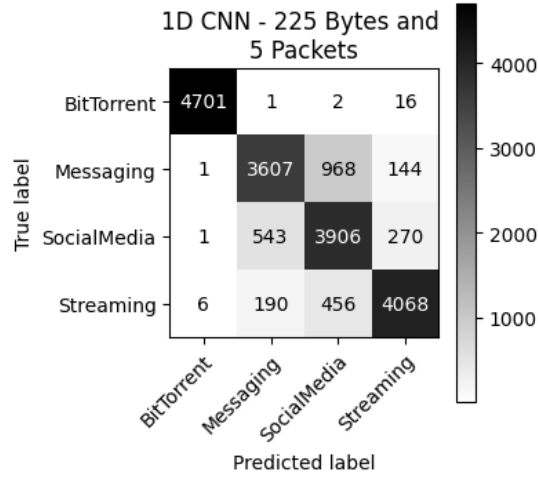 1D CNN - 225 Bytes and
5 Packets
BitTorrent 4701 1 2 16
Messaging 1 3607 968 144
SocialMedia 1 543 3906 270
Streaming 6 190 456 4068
BitTorrent Messaging SocialMedia Streaming
Predicted label
True label
4000
3000
2000
1000